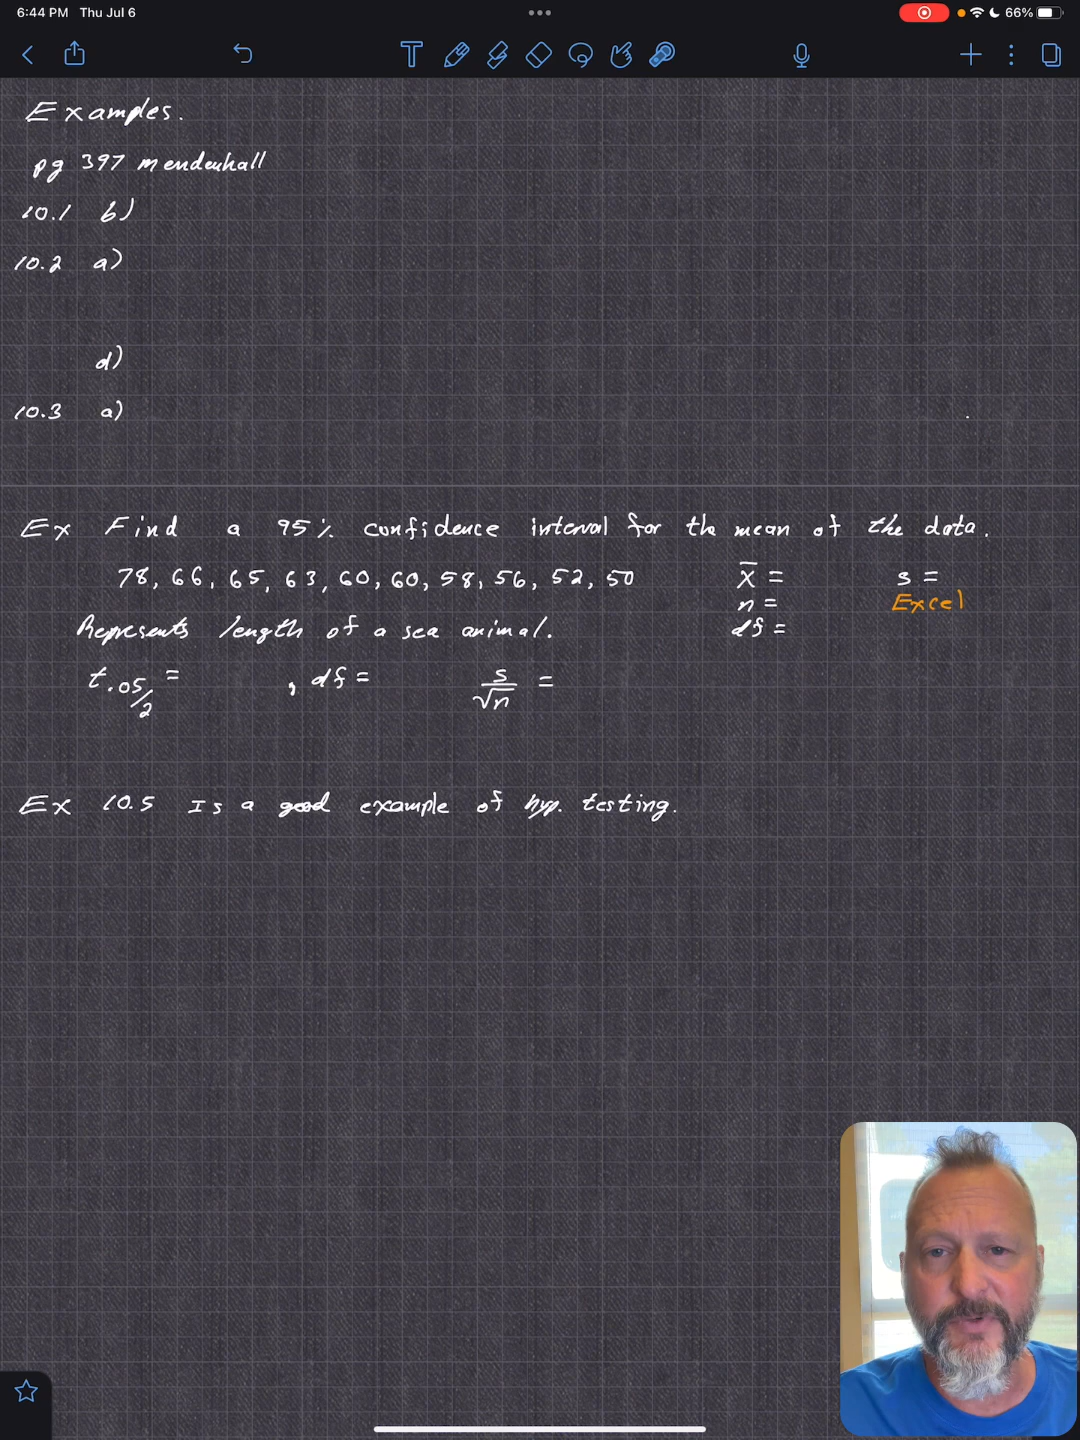 6:44 PM Thu Jul 6
66%
Examples.
pg 397 mendenhall
10.1 b)
10.2 a)
d)
10.3 a)
Ex Find a 95% confidence interval for the mean of the data.
78, 66, 65, 63, 60, 60, 58, 56, 52, 50
x̄ = s =
n = Excel
df =
Represents length of a sea animal.
t.05/2 = , df = s/√n =
Ex 10.5 Is a good example of hyp. testing.